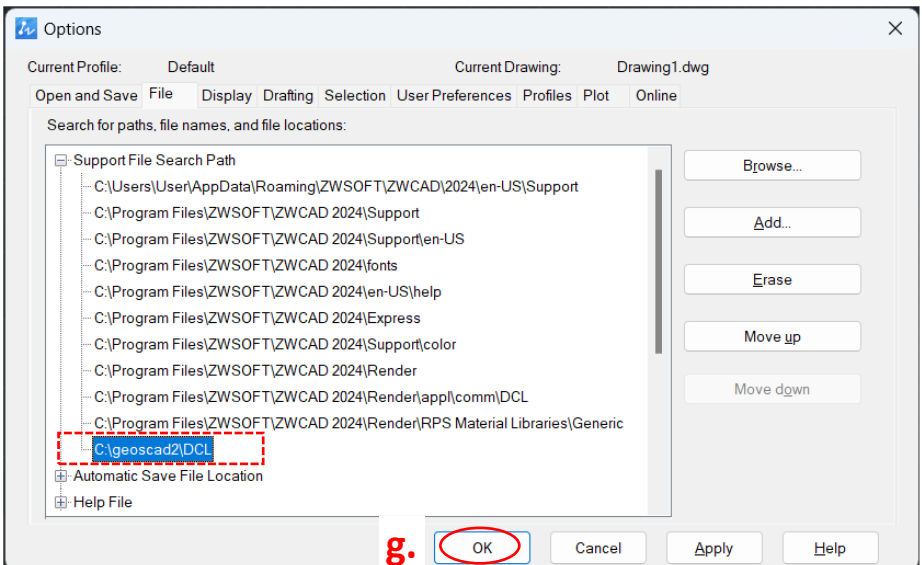 Options
Current Profile: Default Current Drawing: Drawing1.dwg
Open and Save File Display Drafting Selection User Preferences Profiles Plot Online
Search for paths, file names, and file locations:
Support File Search Path
C:\Users\User\AppData\Roaming\ZWSOFT\ZWCAD\2024\en-US\Support
C:\Program Files\ZWSOFT\ZWCAD 2024\Support
C:\Program Files\ZWSOFT\ZWCAD 2024\Support\en-US
C:\Program Files\ZWSOFT\ZWCAD 2024\fonts
C:\Program Files\ZWSOFT\ZWCAD 2024\en-US\help
C:\Program Files\ZWSOFT\ZWCAD 2024\Express
C:\Program Files\ZWSOFT\ZWCAD 2024\Support\color
C:\Program Files\ZWSOFT\ZWCAD 2024\Render
C:\Program Files\ZWSOFT\ZWCAD 2024\Render\appl\comm\DCL
C:\Program Files\ZWSOFT\ZWCAD 2024\Render\RPS Material Libraries\Generic
C:\geoscad2\DCL
Automatic Save File Location
Help File
Browse...
Add...
Erase
Move up
Move down
g. OK Cancel Apply Help